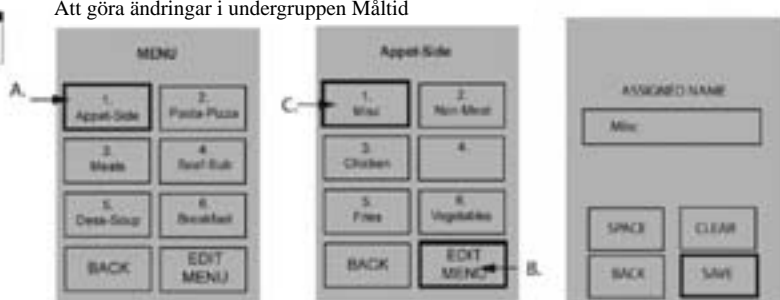 Att göra ändringar i undergruppen Måltid
MENU
A.
1.
Appet-Side
2.
Pasta-Pizza
3.
Meats
4.
Beef-Sub
5.
Dess-Soup
6.
Breakfast
BACK
EDIT
MENU
Appet-Side
C.
1.
Misc
2.
Non Meat
3.
Chicken
4.
5.
Fries
6.
Vegetables
BACK
EDIT
MENU
B.
ASSIGNED NAME
Misc
SPACE
CLEAR
BACK
SAVE